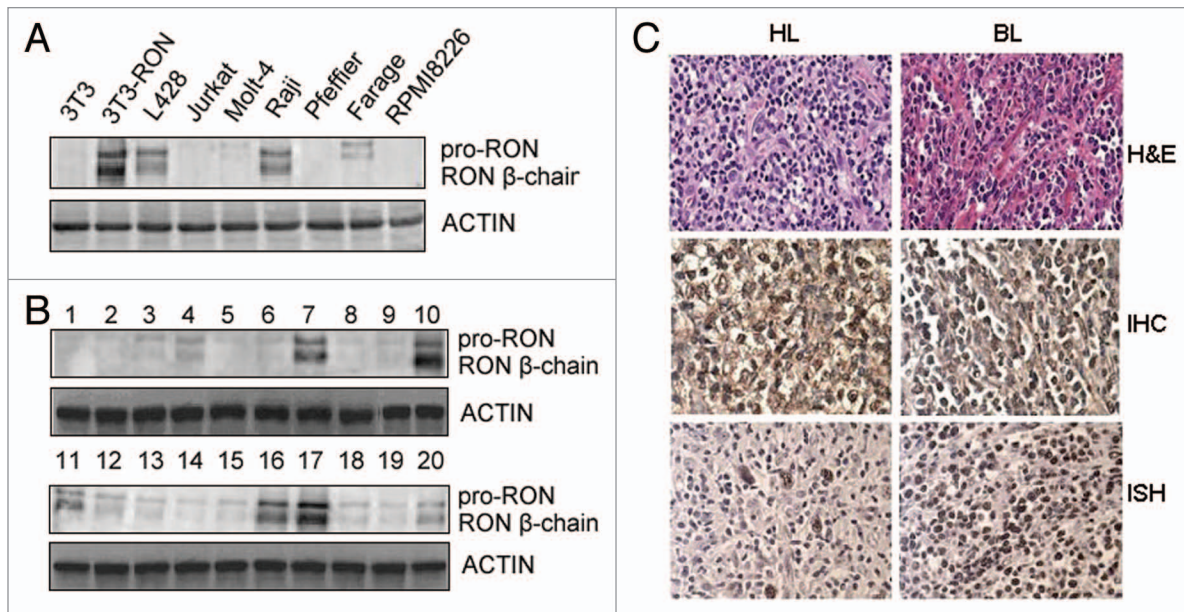 A
3T3
3T3-RON
L428
Jurkat
Molt-4
Raji
Pfeffier
Farage
RPMI8226
pro-RON
RON β-chair
ACTIN
B
1 2 3 4 5 6 7 8 9 10
pro-RON
RON β-chain
ACTIN
11 12 13 14 15 16 17 18 19 20
pro-RON
RON β-chain
ACTIN
C
HL BL
H&E
IHC
ISH